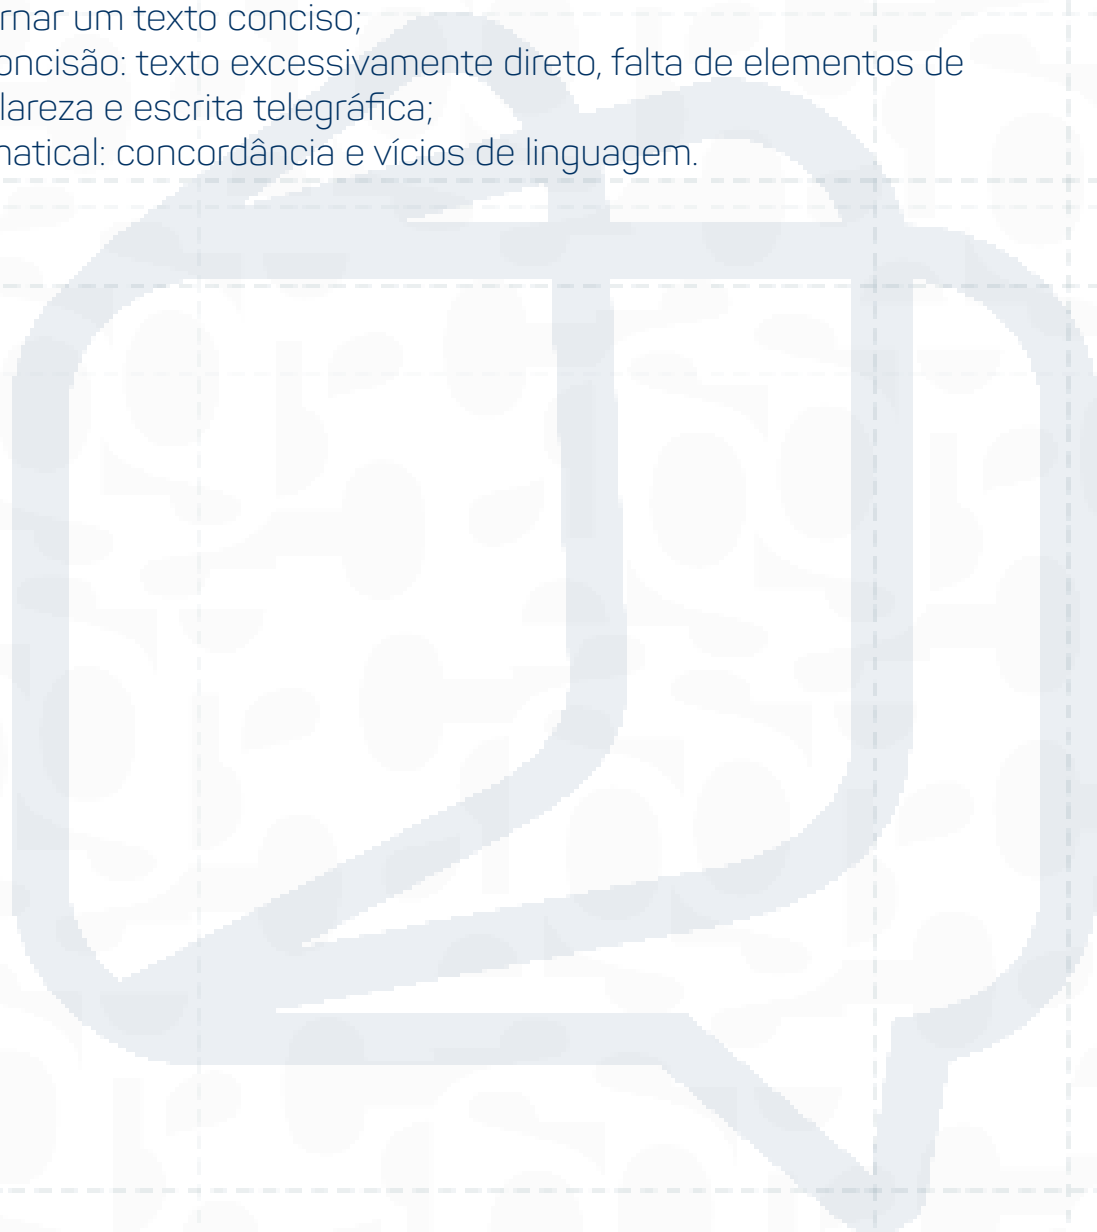 rnar um texto conciso;
oncisão: texto excessivamente direto, falta de elementos de
lareza e escrita telegráfica;
natical: concordância e vícios de linguagem.